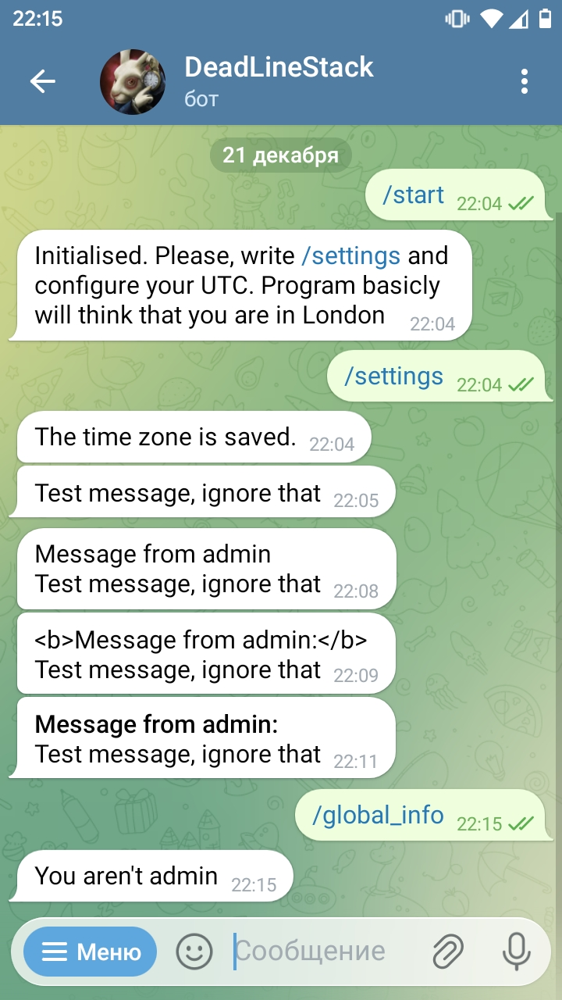 22:15
DeadLineStack
бот
21 декабря
/start 22:04
Initialised. Please, write /settings and
configure your UTC. Program basicly
will think that you are in London 22:04
/settings 22:04
The time zone is saved. 22:04
Test message, ignore that 22:05
Message from admin
Test message, ignore that 22:08
<b>Message from admin:</b>
Test message, ignore that 22:09
Message from admin:
Test message, ignore that 22:11
/global_info 22:15
You aren't admin 22:15
Меню Сообщение